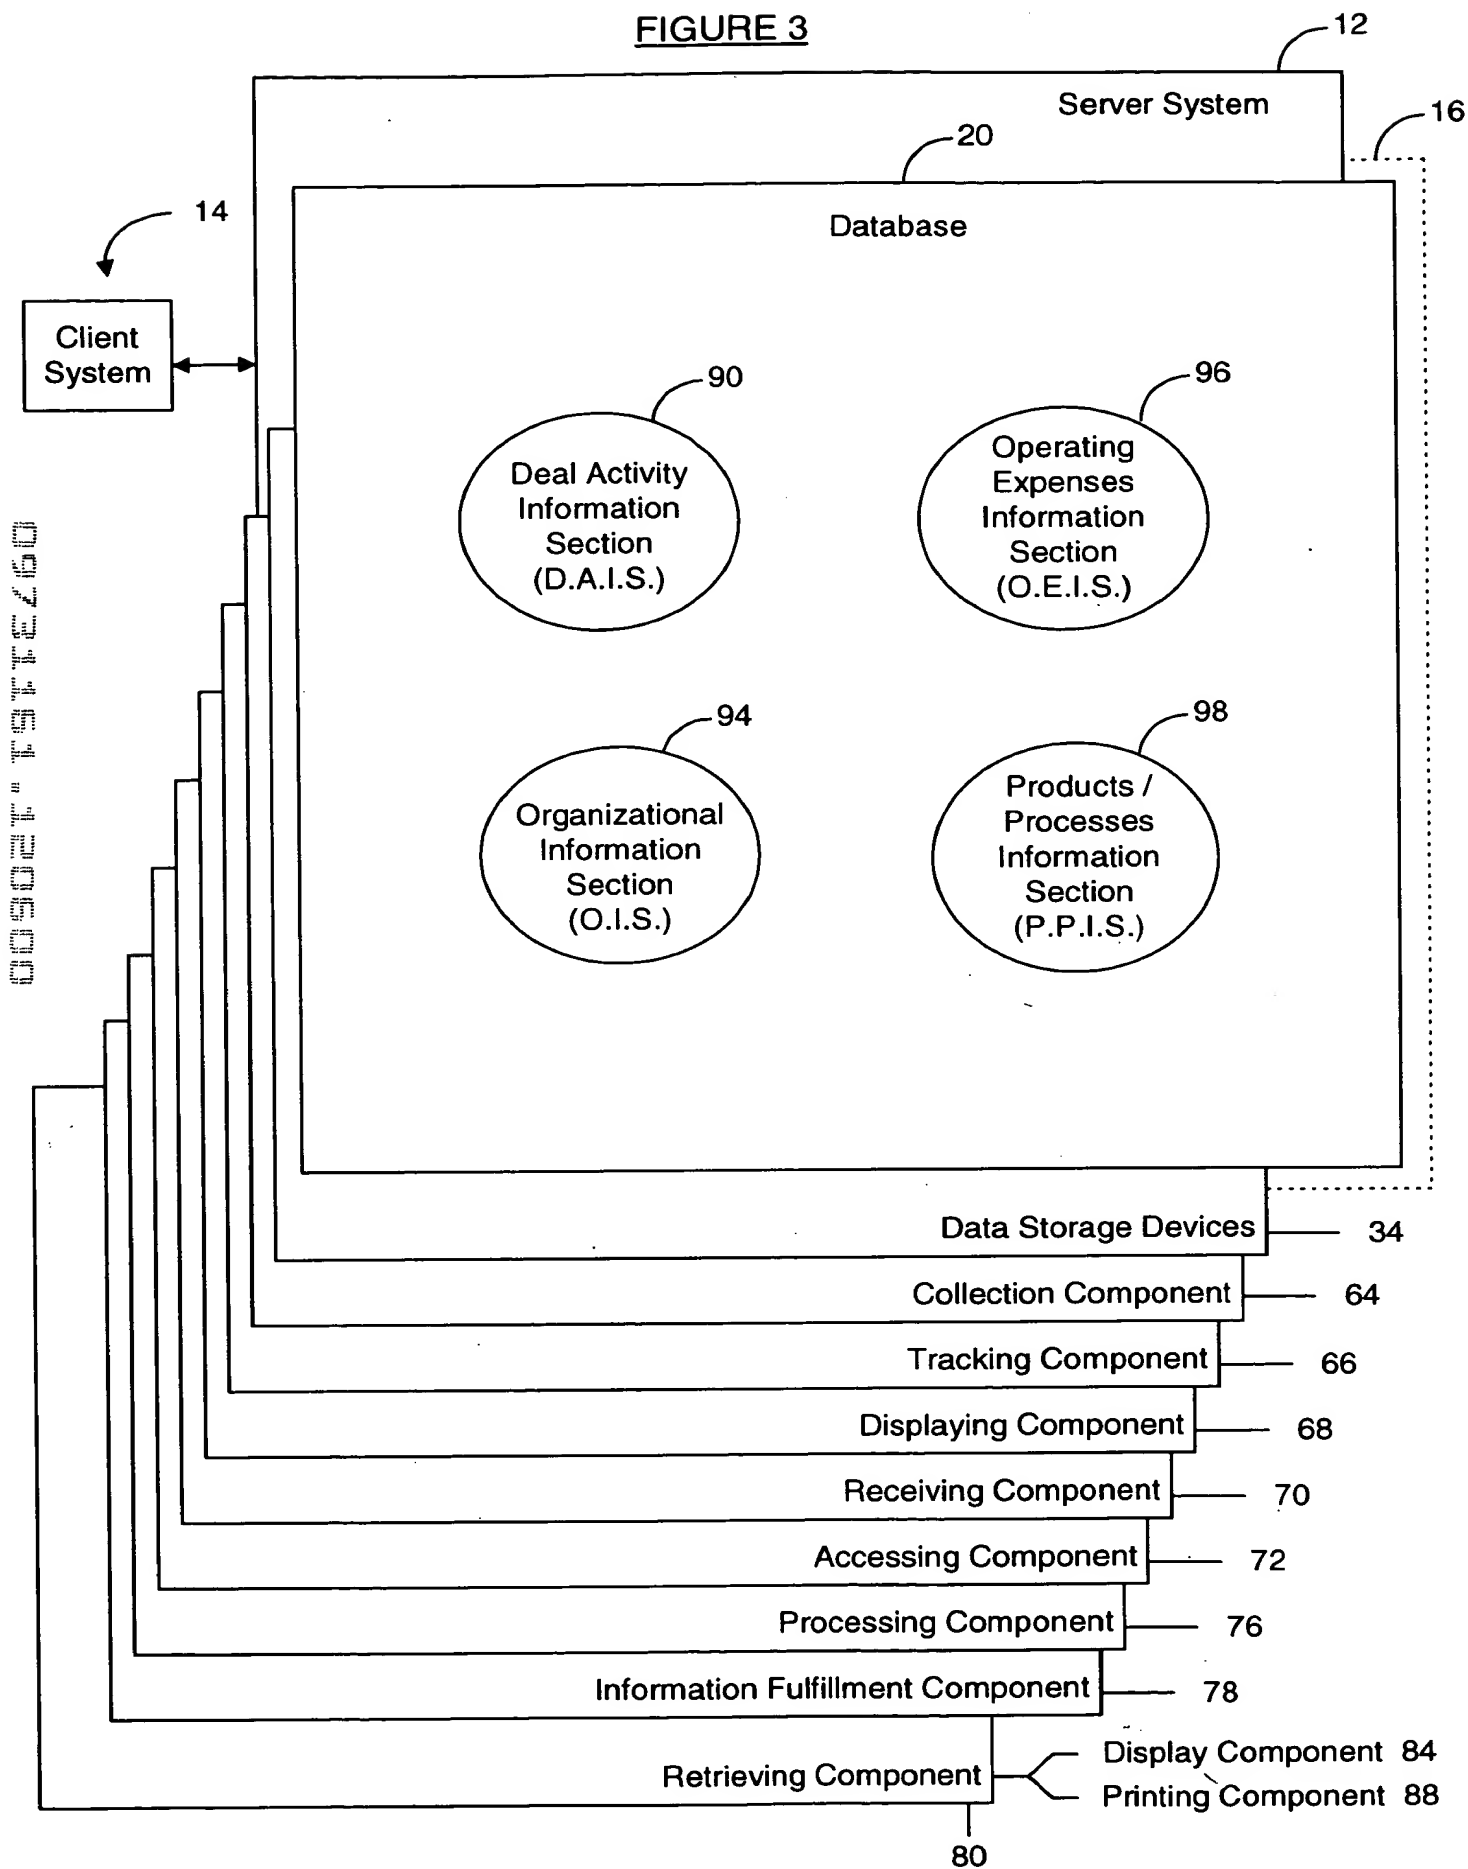 FIGURE 3
12
Server System
16
20
Database
14
Client
System
90
Deal Activity
Information
Section
(D.A.I.S.)
96
Operating
Expenses
Information
Section
(O.E.I.S.)
94
Organizational
Information
Section
(O.I.S.)
98
Products /
Processes
Information
Section
(P.P.I.S.)
09731161.120600
Data Storage Devices 34
Collection Component 64
Tracking Component 66
Displaying Component 68
Receiving Component 70
Accessing Component 72
Processing Component 76
Information Fulfillment Component 78
Retrieving Component
Display Component 84
Printing Component 88
80